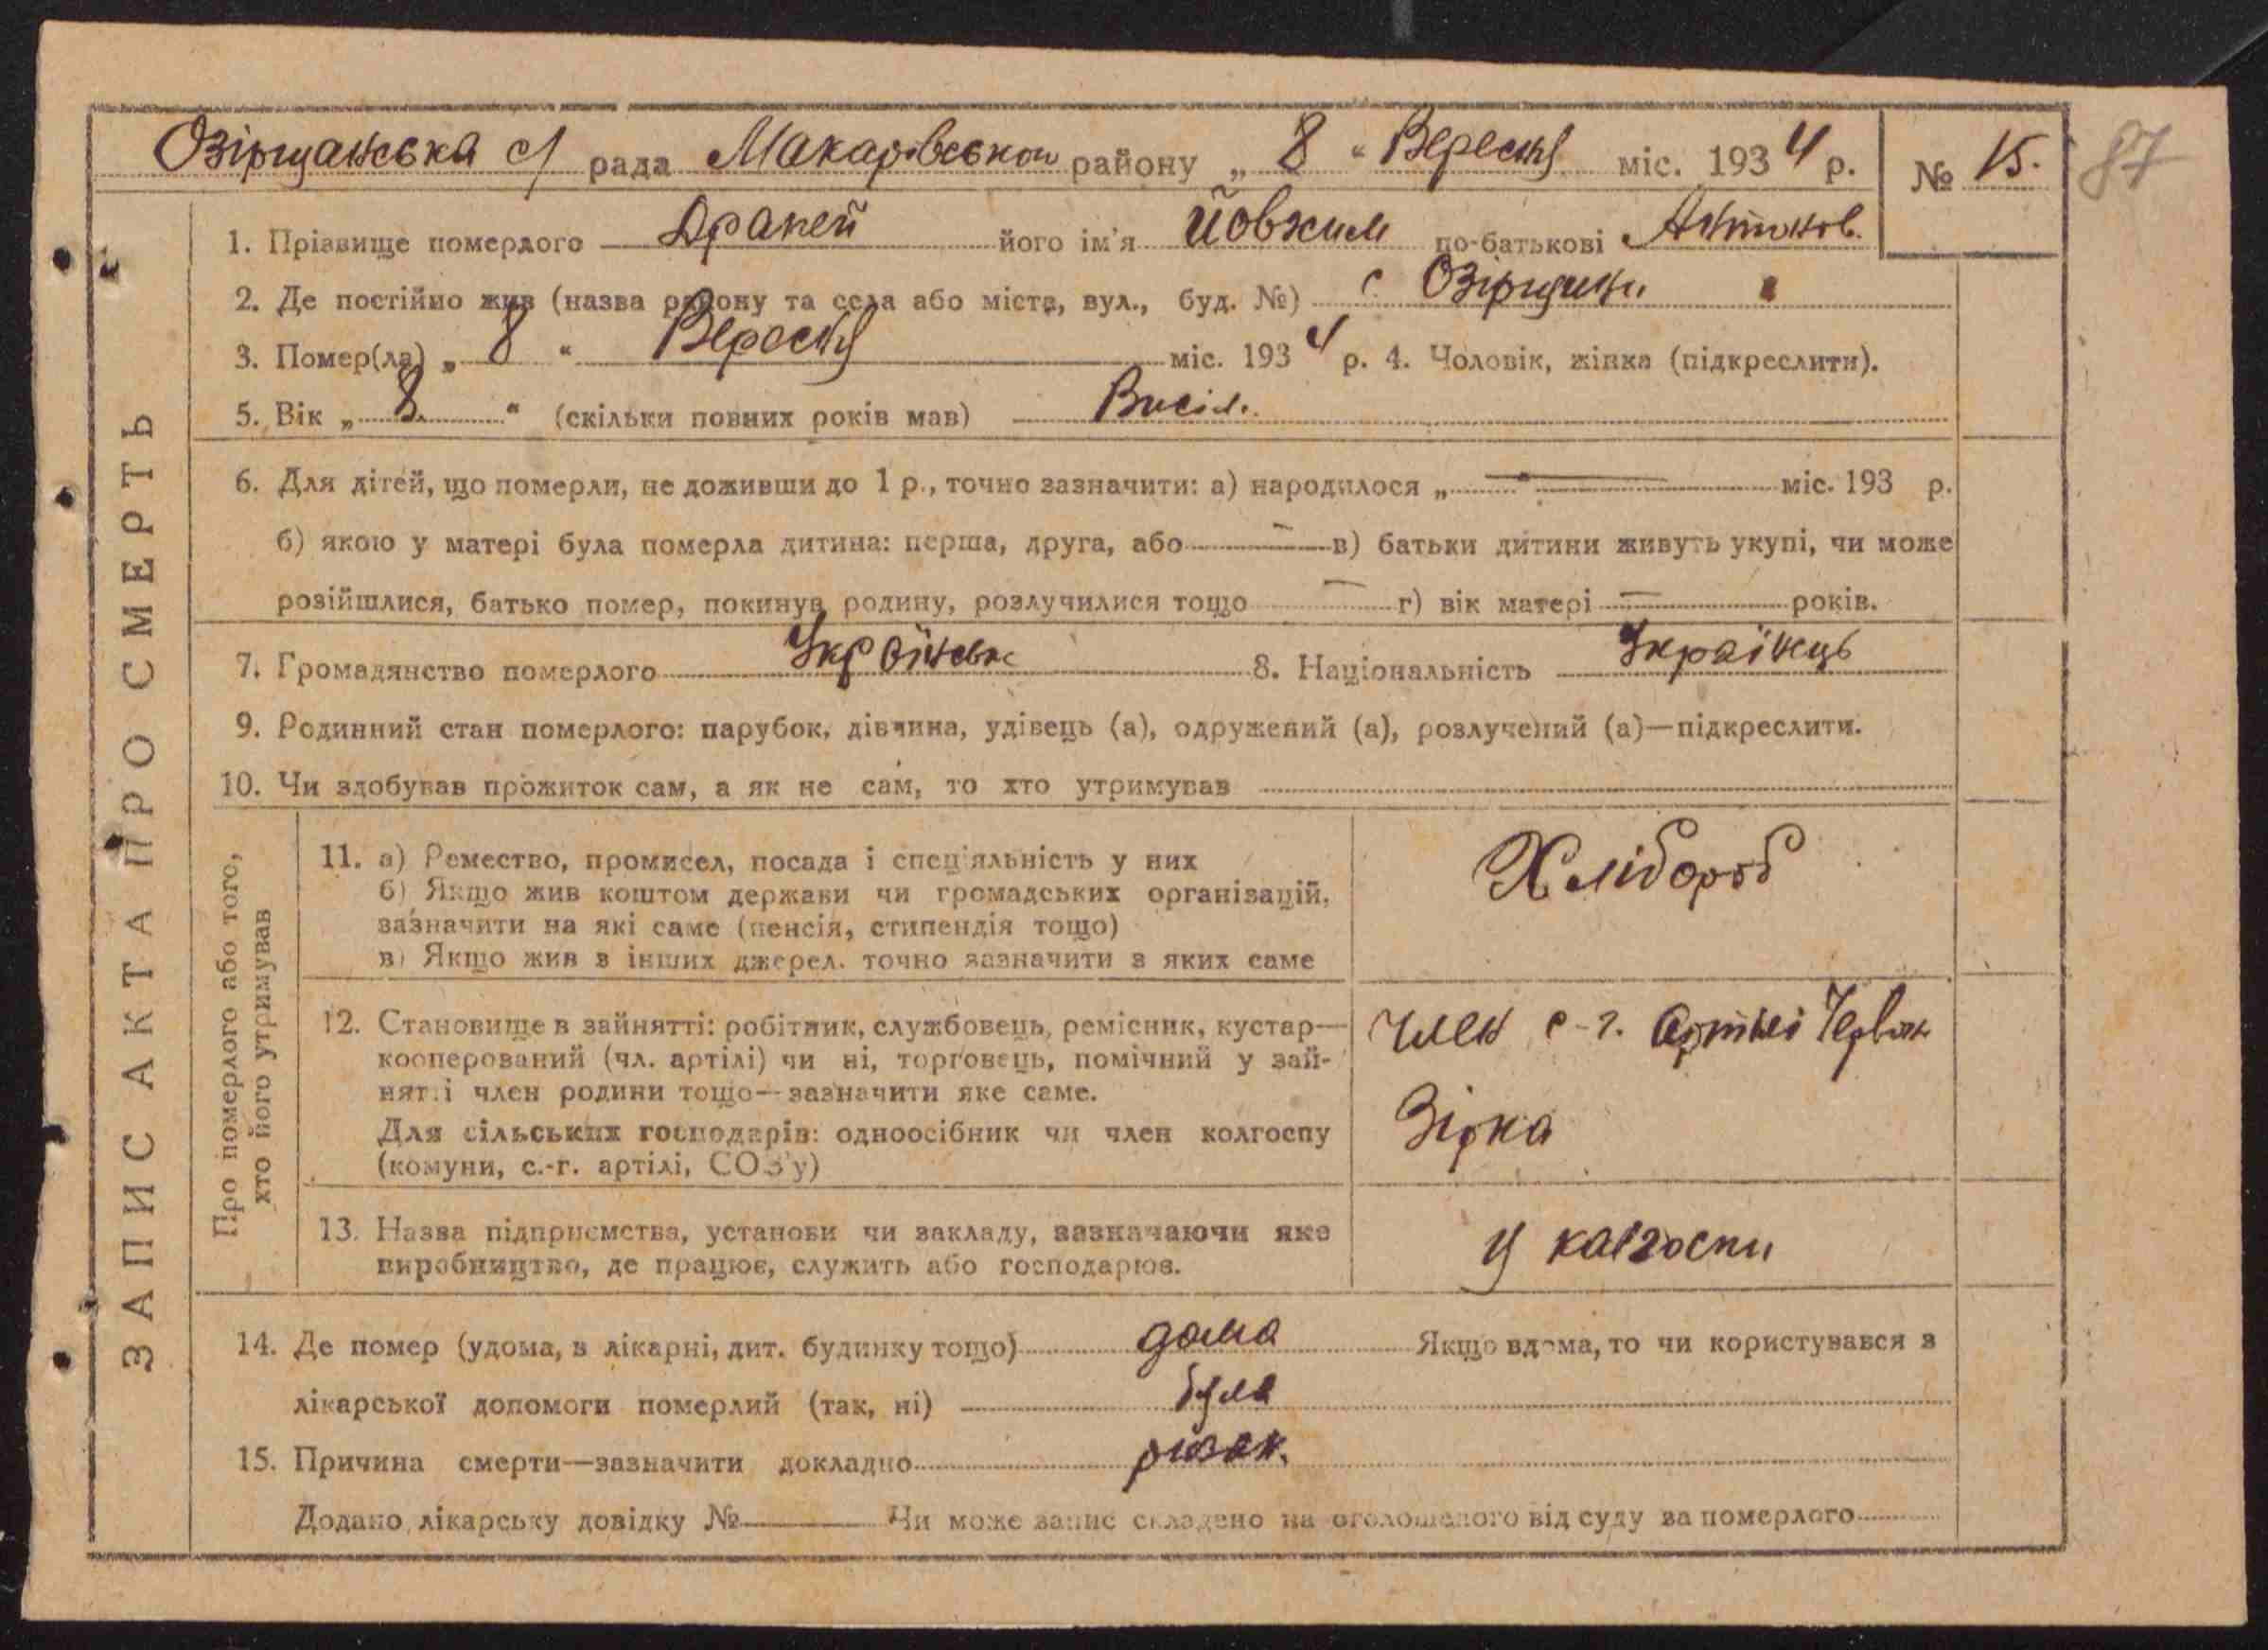 Озірщанська с/ рада Макарівського району „ 8 “ Вересня міс. 1934 р. № 15. 87
1. Прізвище померлого Дракей його ім'я Йовхим по-батькові Антонов.
2. Де постійно жив (назва району та села або міста, вул., буд. №) с. Озірщина
3. Помер(ла) „ 8 “ Вересня міс. 1934 р. 4. Чоловік, жінка (підкреслити).
5. Вік „ 8. “ (скільки повних років мав) Висім.
6. Для дітей, що померли, не доживши до 1 р., точно зазначити: а) народилося „ — “ — міс. 193 р.
б) якою у матері була померла дитина: перша, друга, або — в) батьки дитини живуть укупі, чи може
розійшлися, батько помер, покинув родину, розлучилися тощо — г) вік матері — років.
7. Громадянство померлого Українське 8. Національність Українець
9. Родинний стан померлого: парубок, дівчина, удівець (а), одружений (а), розлучений (а)—підкреслити.
10. Чи здобував прожиток сам, а як не сам, то хто утримував
11. а) Ремество, промисел, посада і спец'яльність у них
б) Якщо жив коштом держави чи громадських організацій,
зазначити на які саме (пенсія, стипендія тощо)
в) Якщо жив з інших джерел. точно зазначити з яких саме
Хлібороб
12. Становище в зайнятті: робітник, службовець, ремісник, кустар—
кооперований (чл. артілі) чи ні, торговець, помічний у зай-
нятті член родини тощо—зазначити яке саме.
Для сільських господарів: одноосібник чи член колгоспу
(комуни, с.-г. артілі, СОЗ'у)
член с-г. артілі Червон
Зірка
13. Назва підприємства, установи чи закладу, зазначаючи яке
виробництво, де працює, служить або господарює.
У калгоспи
14. Де помер (удома, в лікарні, дит. будинку тощо) дома Якщо вдома, то чи користувався з
лікарської допомоги померлий (так, ні) була
15. Причина смерти—зазначити докладно
Додано лікарську довідку № Чи може запис складено на оголошеного від суду за померлого
ЗАПИС АКТА ПРО СМЕРТЬ
Про померлого або того,
хто його утримував